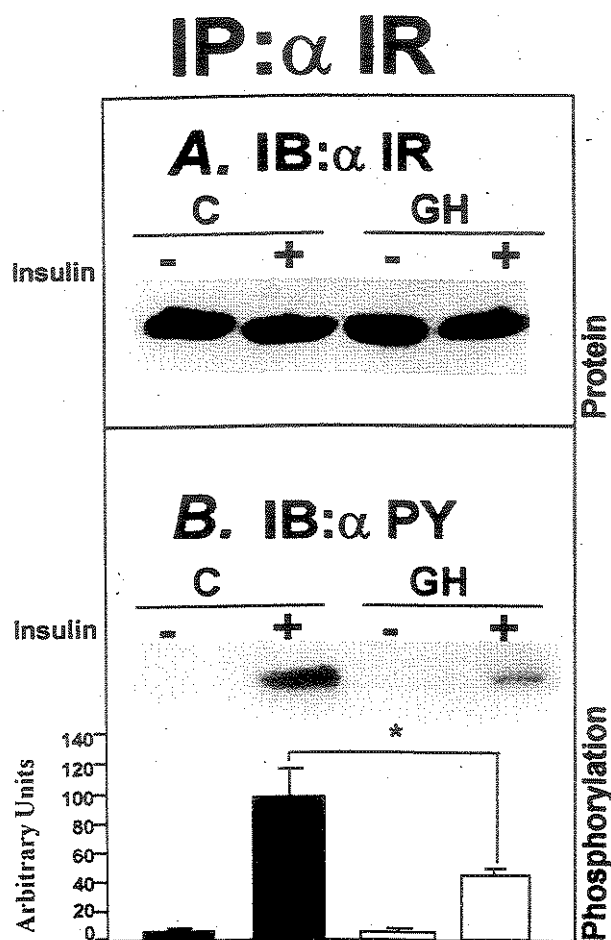 IP:α IR
A. IB:α IR
C GH
Insulin - + - +
Protein
B. IB:α PY
C GH
Insulin - + - +
*
140
120
100
80
60
40
20
0
Arbitrary Units
Phosphorylation